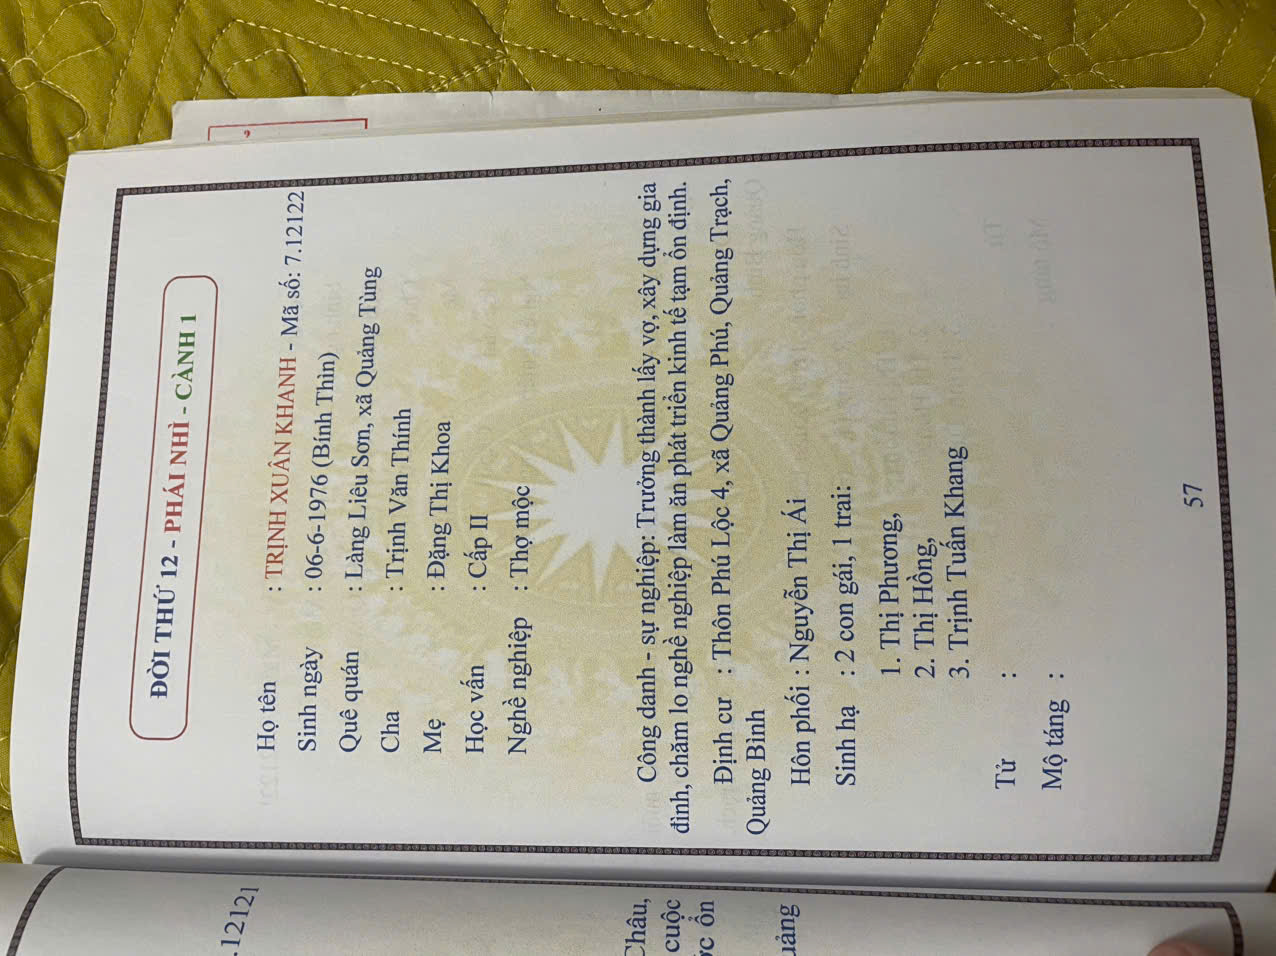 ĐỜI THỨ 12 - PHÁI NHÌ - CÀNH 1
Họ tên : TRỊNH XUÂN KHANH - Mã số: 7.12122
Sinh ngày : 06-6-1976 (Bính Thìn)
Quê quán : Làng Liêu Sơn, xã Quảng Tùng
Cha : Trịnh Văn Thính
Mẹ : Đặng Thị Khoa
Học vấn : Cấp II
Nghề nghiệp : Thợ mộc
Công danh - sự nghiệp: Trưởng thành lấy vợ, xây dựng gia
đình, chăm lo nghề nghiệp làm ăn phát triển kinh tế tạm ổn định.
Định cư : Thôn Phú Lộc 4, xã Quảng Phú, Quảng Trạch,
Quảng Bình
Hôn phối : Nguyễn Thị Ái
Sinh hạ : 2 con gái, 1 trai:
1. Thị Phương,
2. Thị Hồng,
3. Trịnh Tuấn Khang
Tử :
Mộ táng :
57
.12121
Châu,
cuộc
ổn